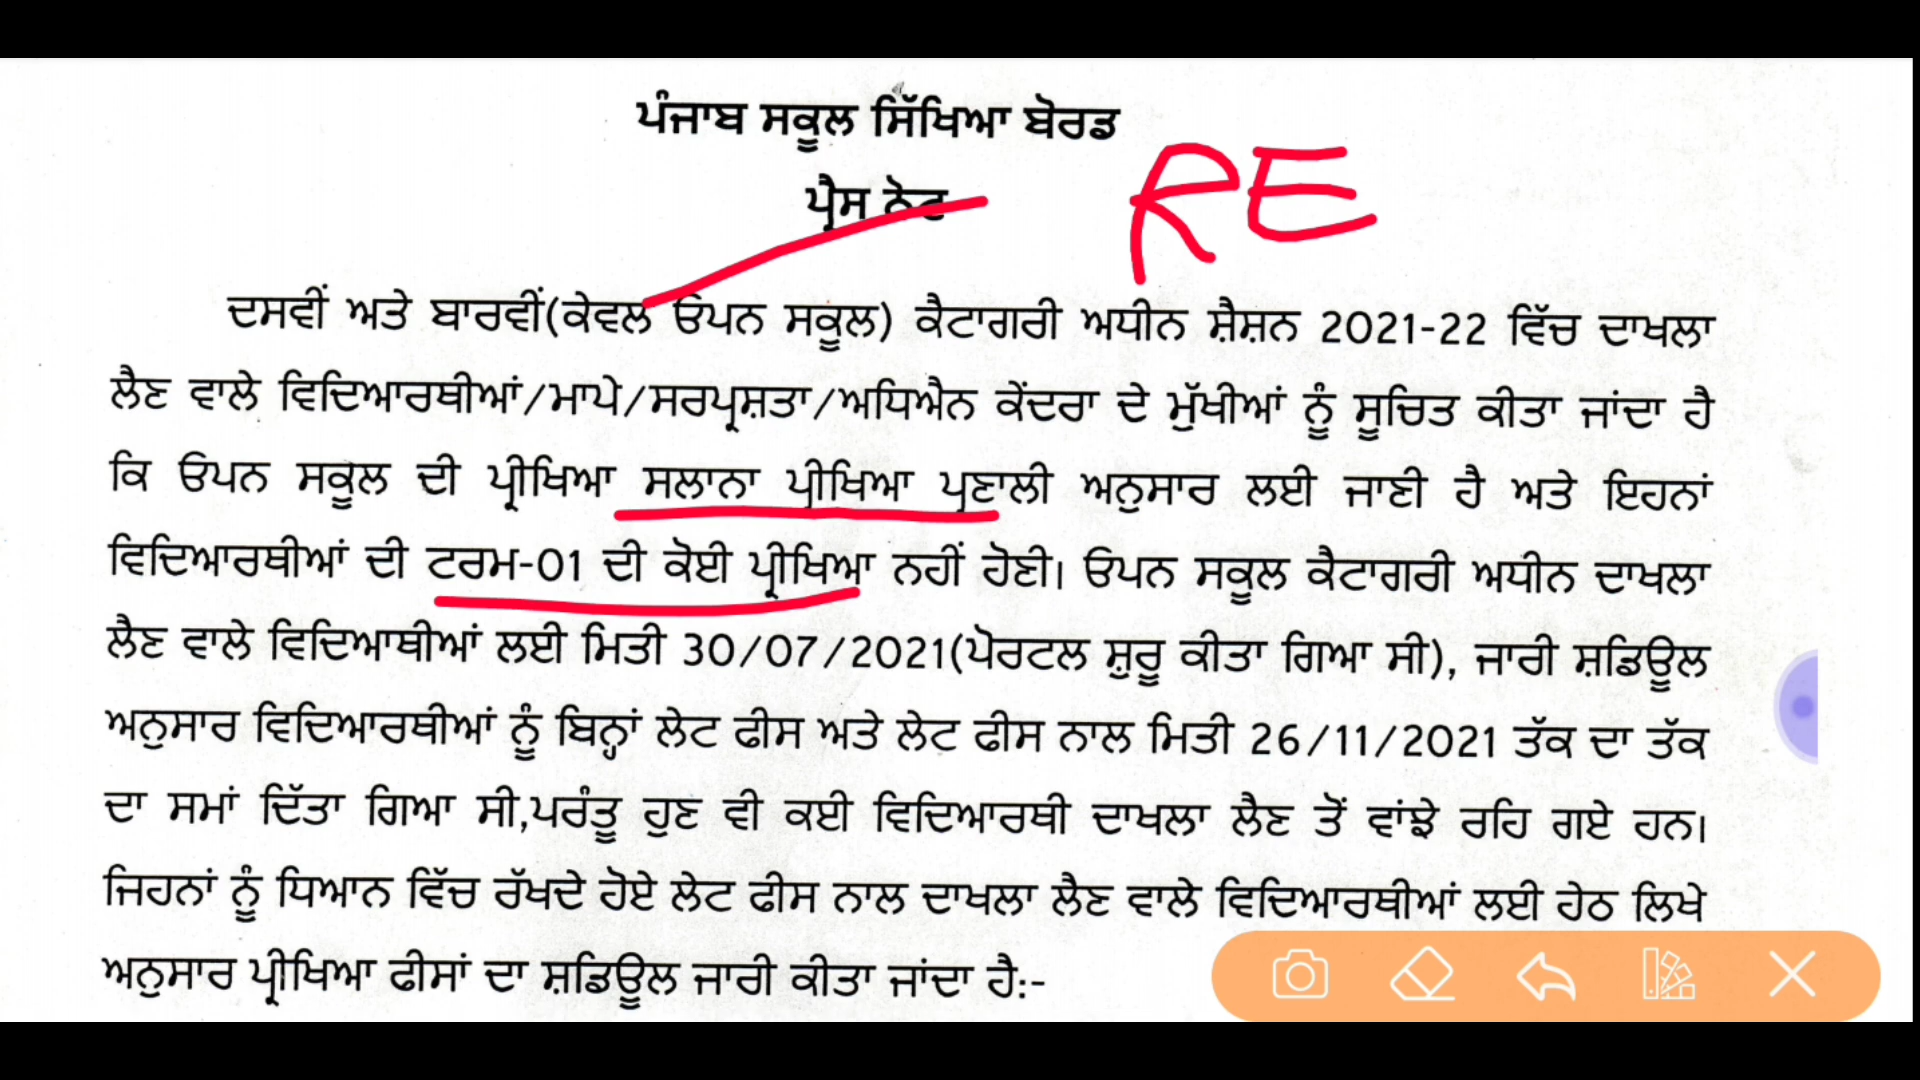 ਪੰਜਾਬ ਸਕੂਲ ਸਿੱਖਿਆ ਬੋਰਡ
ਪ੍ਰੈਸ ਨੋਟ
RE
ਦਸਵੀਂ ਅਤੇ ਬਾਰਵੀਂ(ਕੇਵਲ ਓਪਨ ਸਕੂਲ) ਕੈਟਾਗਰੀ ਅਧੀਨ ਸ਼ੈਸ਼ਨ 2021-22 ਵਿੱਚ ਦਾਖਲਾ
ਲੈਣ ਵਾਲੇ ਵਿਦਿਆਰਥੀਆਂ/ਮਾਪੇ/ਸਰਪ੍ਰਸ਼ਤਾ/ਅਧਿਐਨ ਕੇਂਦਰਾ ਦੇ ਮੁੱਖੀਆਂ ਨੂੰ ਸੂਚਿਤ ਕੀਤਾ ਜਾਂਦਾ ਹੈ
ਕਿ ਓਪਨ ਸਕੂਲ ਦੀ ਪ੍ਰੀਖਿਆ ਸਲਾਨਾ ਪ੍ਰੀਖਿਆ ਪ੍ਰਣਾਲੀ ਅਨੁਸਾਰ ਲਈ ਜਾਣੀ ਹੈ ਅਤੇ ਇਹਨਾਂ
ਵਿਦਿਆਰਥੀਆਂ ਦੀ ਟਰਮ-01 ਦੀ ਕੋਈ ਪ੍ਰੀਖਿਆ ਨਹੀਂ ਹੋਣੀ। ਓਪਨ ਸਕੂਲ ਕੈਟਾਗਰੀ ਅਧੀਨ ਦਾਖਲਾ
ਲੈਣ ਵਾਲੇ ਵਿਦਿਆਥੀਆਂ ਲਈ ਮਿਤੀ 30/07/2021(ਪੋਰਟਲ ਸ਼ੁਰੂ ਕੀਤਾ ਗਿਆ ਸੀ), ਜਾਰੀ ਸ਼ਡਿਊਲ
ਅਨੁਸਾਰ ਵਿਦਿਆਰਥੀਆਂ ਨੂੰ ਬਿਨ੍ਹਾਂ ਲੇਟ ਫੀਸ ਅਤੇ ਲੇਟ ਫੀਸ ਨਾਲ ਮਿਤੀ 26/11/2021 ਤੱਕ ਦਾ ਤੱਕ
ਦਾ ਸਮਾਂ ਦਿੱਤਾ ਗਿਆ ਸੀ,ਪਰੰਤੂ ਹੁਣ ਵੀ ਕਈ ਵਿਦਿਆਰਥੀ ਦਾਖਲਾ ਲੈਣ ਤੋਂ ਵਾਂਝੇ ਰਹਿ ਗਏ ਹਨ।
ਜਿਹਨਾਂ ਨੂੰ ਧਿਆਨ ਵਿੱਚ ਰੱਖਦੇ ਹੋਏ ਲੇਟ ਫੀਸ ਨਾਲ ਦਾਖਲਾ ਲੈਣ ਵਾਲੇ ਵਿਦਿਆਰਥੀਆਂ ਲਈ ਹੇਠ ਲਿਖੇ
ਅਨੁਸਾਰ ਪ੍ਰੀਖਿਆ ਫੀਸਾਂ ਦਾ ਸ਼ਡਿਊਲ ਜਾਰੀ ਕੀਤਾ ਜਾਂਦਾ ਹੈ:-